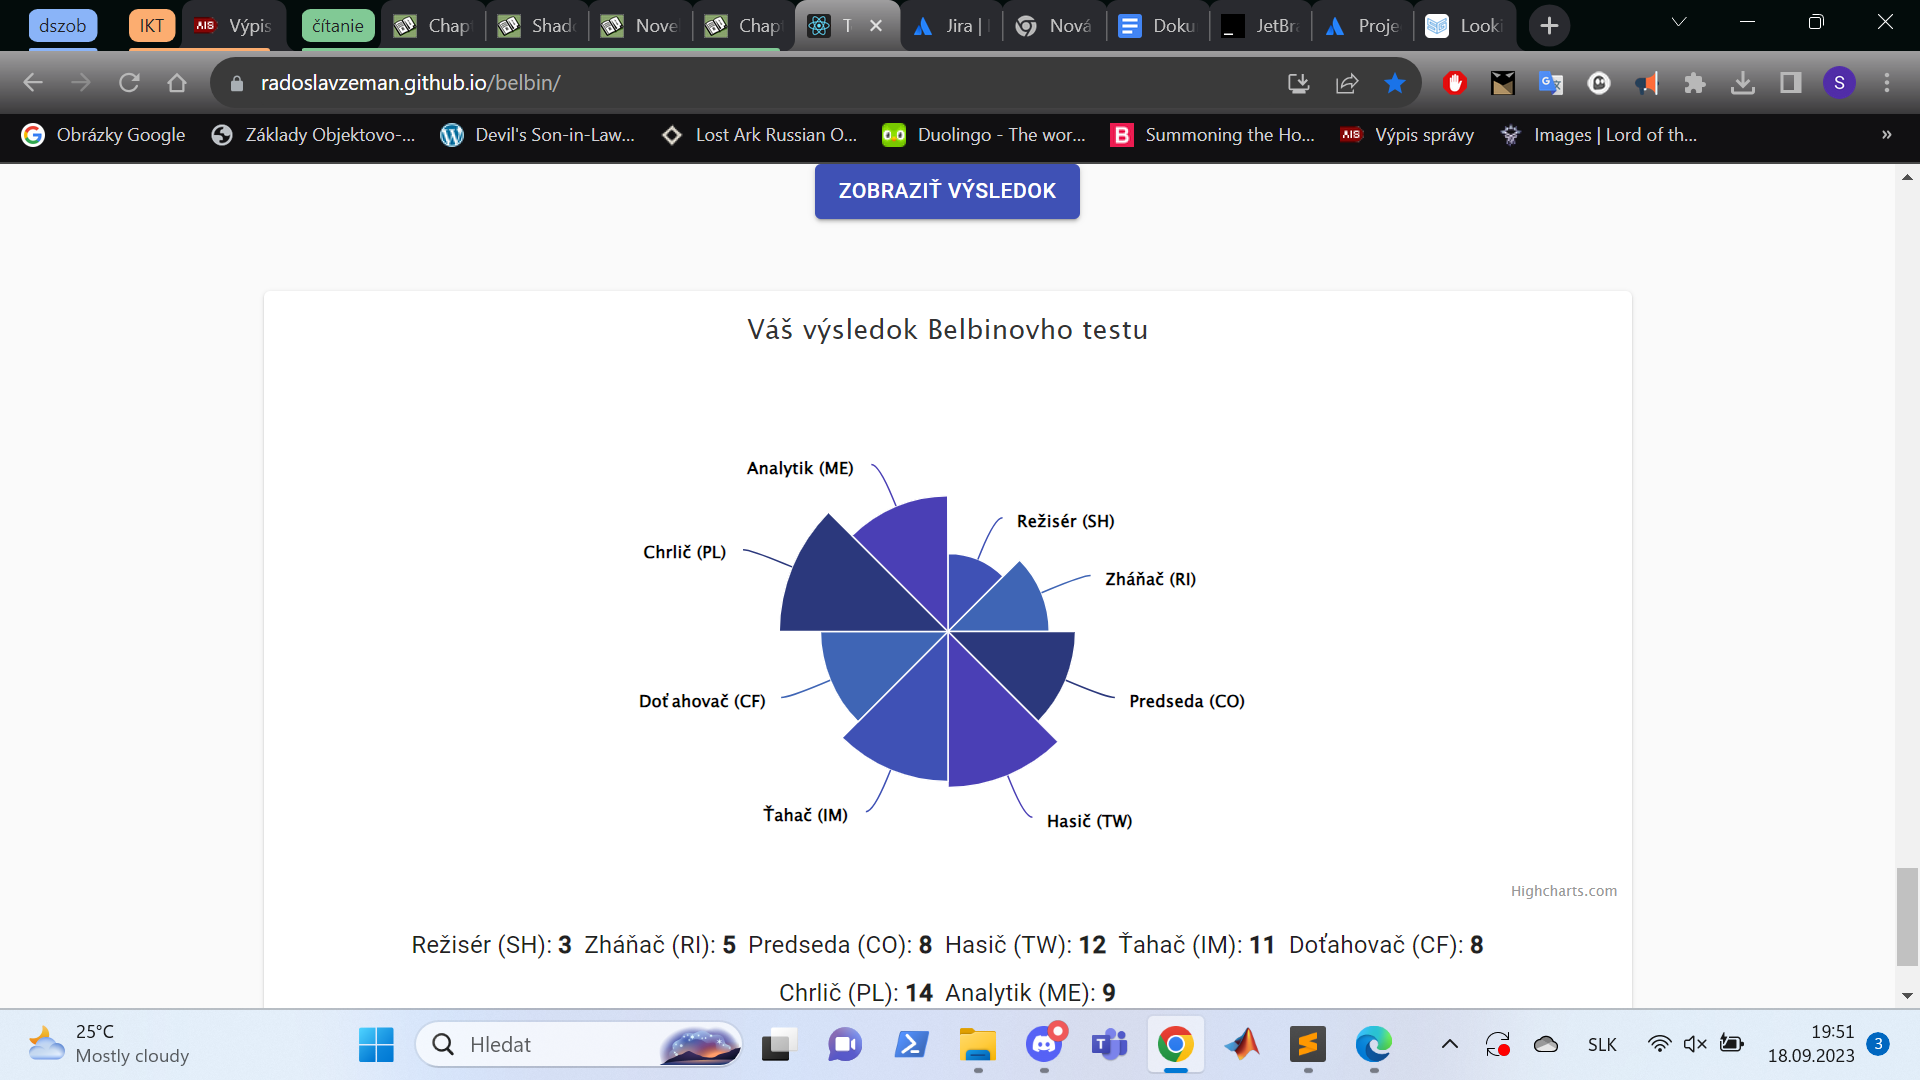 dszob IKT Výpis čítanie Chap Shad Nove Chap T Jira | Nová Doku JetBra Proje Looki
radoslavzeman.github.io/belbin/ S
Obrázky Google Základy Objektovo-... Devil's Son-in-Law... Lost Ark Russian O... Duolingo - The wor... Summoning the Ho... AIS Výpis správy Images | Lord of th... »
ZOBRAZIŤ VÝSLEDOK
Váš výsledok Belbinovho testu
Analytik (ME)
Režisér (SH)
Chrlič (PL)
Zháňač (RI)
Doťahovač (CF)
Predseda (CO)
Ťahač (IM)
Hasič (TW)
Highcharts.com
Režisér (SH): 3 Zháňač (RI): 5 Predseda (CO): 8 Hasič (TW): 12 Ťahač (IM): 11 Doťahovač (CF): 8
Chrlič (PL): 14 Analytik (ME): 9
25°C
Mostly cloudy
Hledat
SLK
19:51
18.09.2023
3